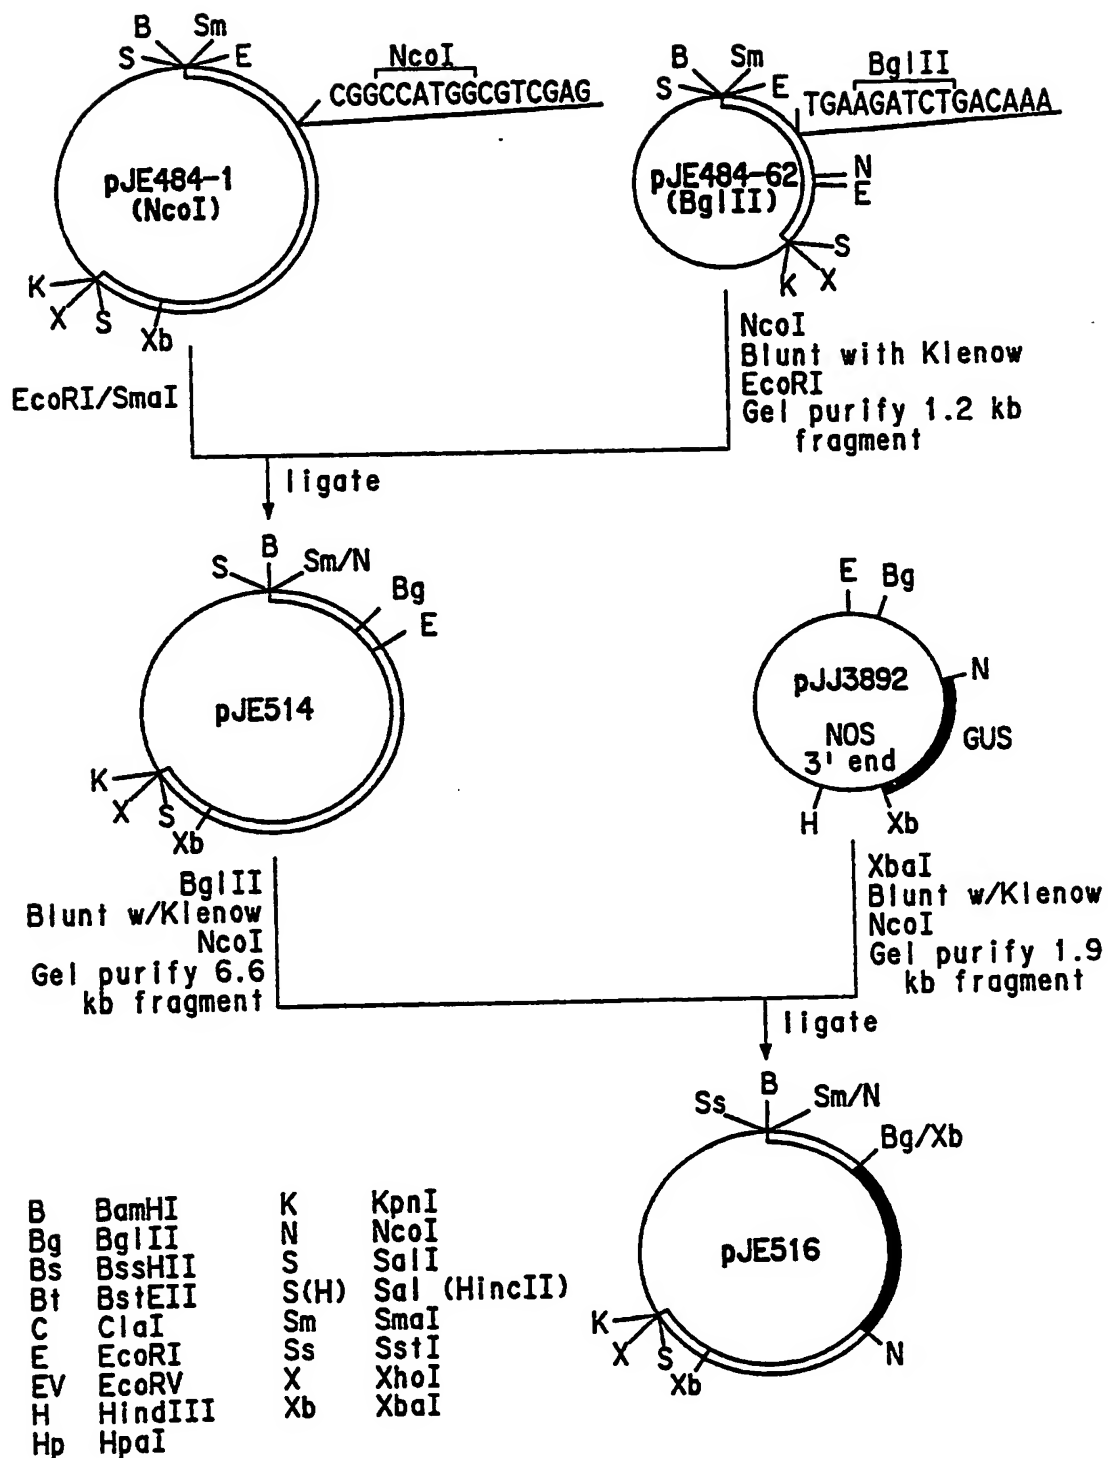 B
Sm
S
E
NcoI
CGGCCATGGCGTCGAG
pJE484-1
(NcoI)
K
X
S
Xb
B
Sm
S
E
BglII
TGAAGATCTGACAAA
pJE484-62
(BglII)
N
E
S
X
K
EcoRI/SmaI
NcoI
Blunt with Klenow
EcoRI
Gel purify 1.2 kb
fragment
ligate
B
S
Sm/N
Bg
E
pJE514
K
X
S
Xb
E
Bg
pJJ3892
N
NOS
3' end
GUS
H
Xb
BglII
Blunt w/Klenow
NcoI
Gel purify 6.6
kb fragment
XbaI
Blunt w/Klenow
NcoI
Gel purify 1.9
kb fragment
ligate
B
Ss
Sm/N
Bg/Xb
pJE516
K
X
S
Xb
N
B BamHI K KpnI
Bg BglII N NcoI
Bs BssHII S SalI
Bt BstEII S(H) Sal (HincII)
C ClaI Sm SmaI
E EcoRI Ss SstI
EV EcoRV X XhoI
H HindIII Xb XbaI
Hp HpaI